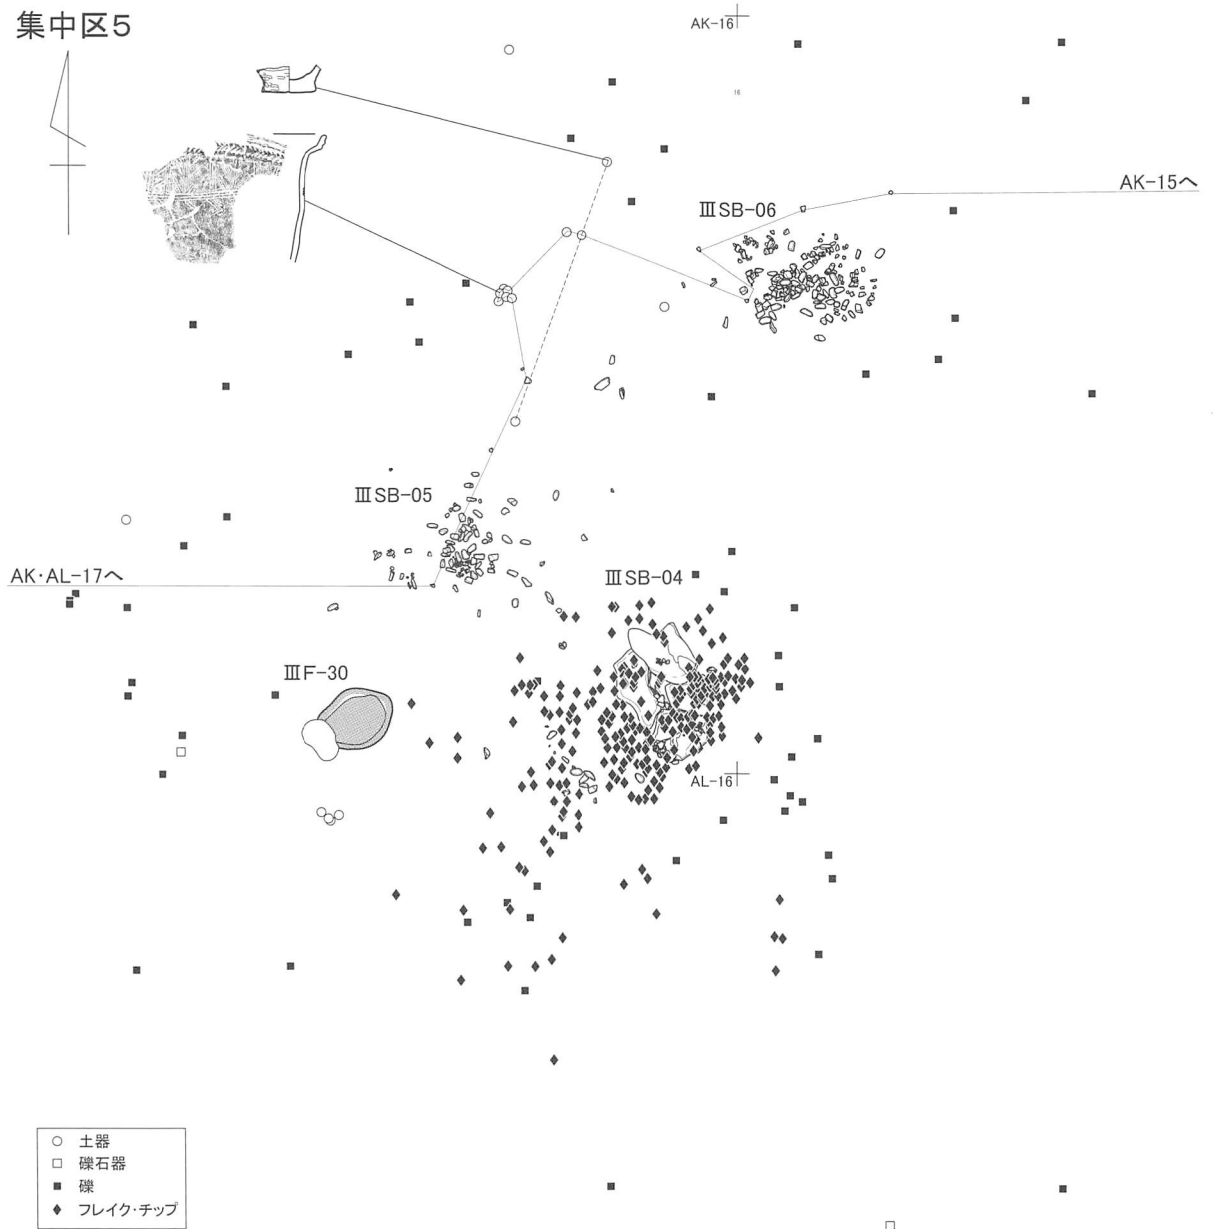 集中区5
AK-16
16
AK-15へ
ⅢSB-06
ⅢSB-05
AK·AL-17へ
ⅢSB-04
ⅢF-30
AL-16
土器
礫石器
礫
フレイク·チップ